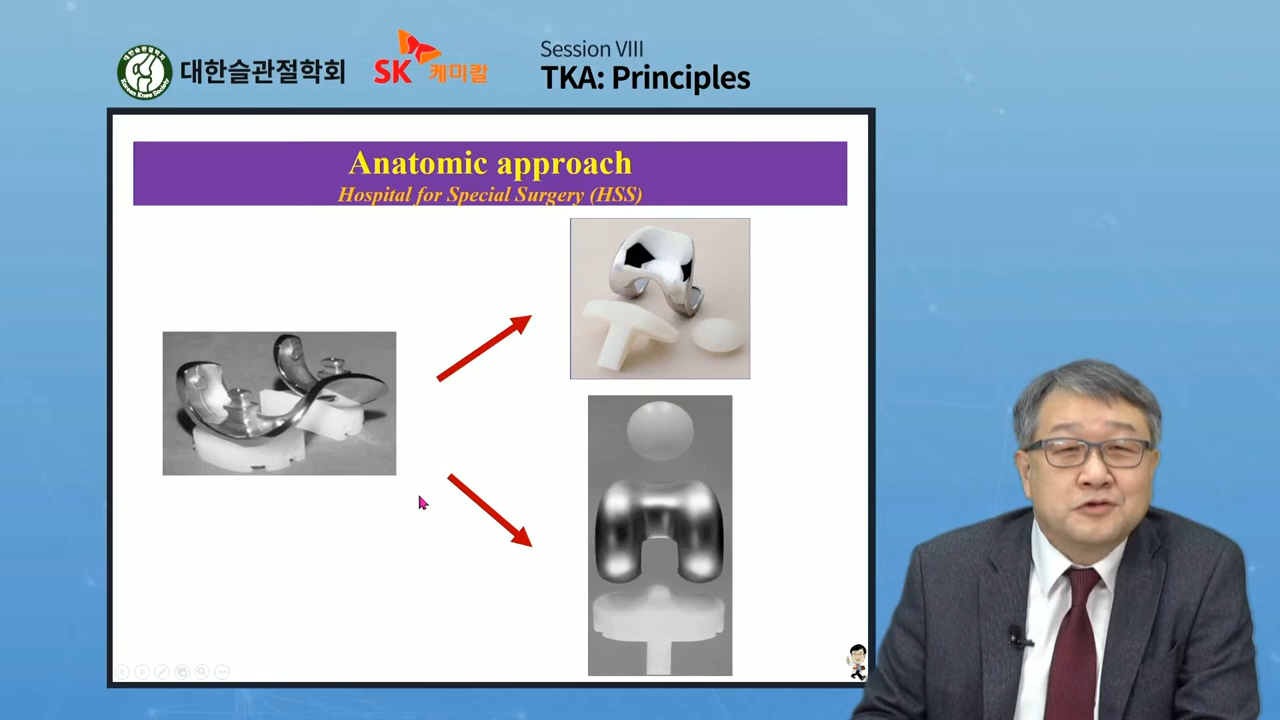 대한슬관절학회
SK 케미칼
Session VIII
TKA: Principles
Anatomic approach
Hospital for Special Surgery (HSS)